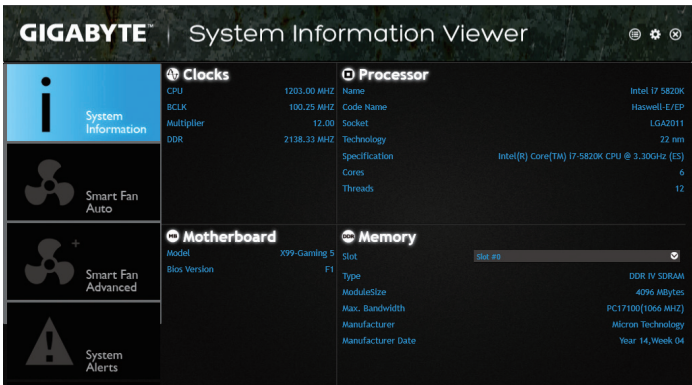 GIGABYTE™ | System Information Viewer
System
Information
Smart Fan
Auto
Smart Fan
Advanced
System
Alerts
Clocks
CPU 1203.00 MHZ
BCLK 100.25 MHZ
Multiplier 12.00
DDR 2138.33 MHZ
Processor
Name Intel i7 5820K
Code Name Haswell-E/EP
Socket LGA2011
Technology 22 nm
Specification Intel(R) Core(TM) i7-5820K CPU @ 3.30GHz (ES)
Cores 6
Threads 12
MB Motherboard
Model X99-Gaming 5
Bios Version F1
DDR Memory
Slot Slot #0
Type DDR IV SDRAM
ModuleSize 4096 MBytes
Max. Bandwidth PC17100(1066 MHZ)
Manufacturer Micron Technology
Manufacturer Date Year 14,Week 04